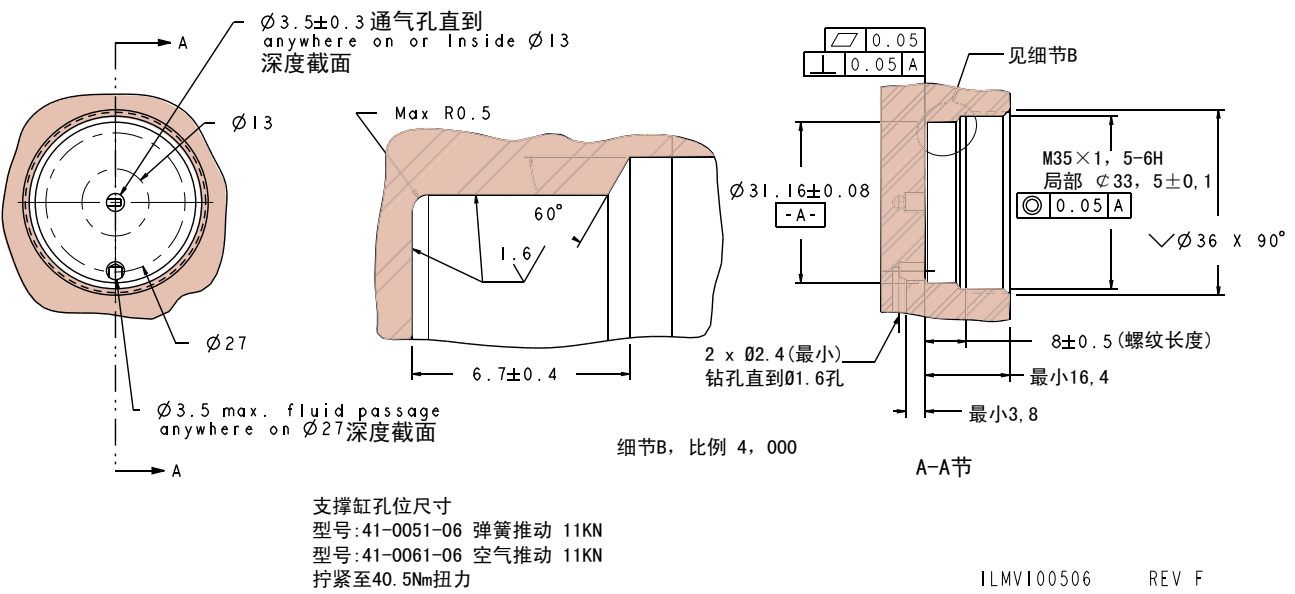 Ø3.5±0.3通气孔直到
anywhere on or Inside Ø13
深度截面
A
Ø13
Ø27
Ø3.5 max. fluid passage
anywhere on Ø27深度截面
A
Max R0.5
60°
1.6
6.7±0.4
细节B, 比例 4, 000
0.05
0.05 A
见细节B
Ø31.16±0.08
-A-
M35×1, 5-6H
局部 ₵33, 5±0,1
0.05 A
Ø36 X 90°
2 x Ø2.4(最小)
钻孔直到Ø1.6孔
8±0.5(螺纹长度)
最小16,4
最小3,8
A-A节
支撑缸孔位尺寸
型号:41-0051-06 弹簧推动 11KN
型号:41-0061-06 空气推动 11KN
拧紧至40.5Nm扭力
ILMV100506 REV F